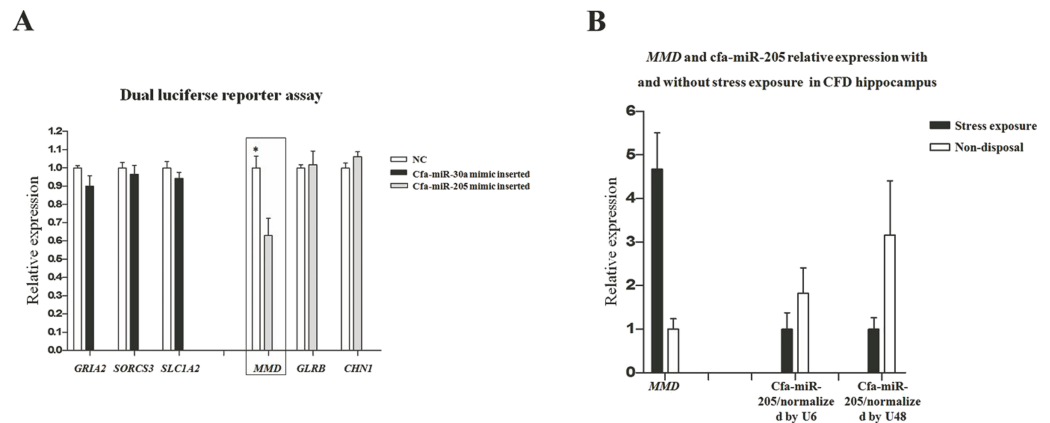 A
Dual luciferse reporter assay
Relative expression
1.2
1.1
1.0
0.9
0.8
0.7
0.6
0.5
0.4
0.3
0.2
0.1
0.0
*
NC
Cfa-miR-30a mimic inserted
Cfa-miR-205 mimic inserted
GRIA2 SORCS3 SLC1A2 MMD GLRB CHN1
B
MMD and cfa-miR-205 relative expression with
and without stress exposure in CFD hippocampus
Relative expression
6
5
4
3
2
1
0
Stress exposure
Non-disposal
MMD Cfa-miR- Cfa-miR-
205/normalize 205/normalize
d by U6 d by U48